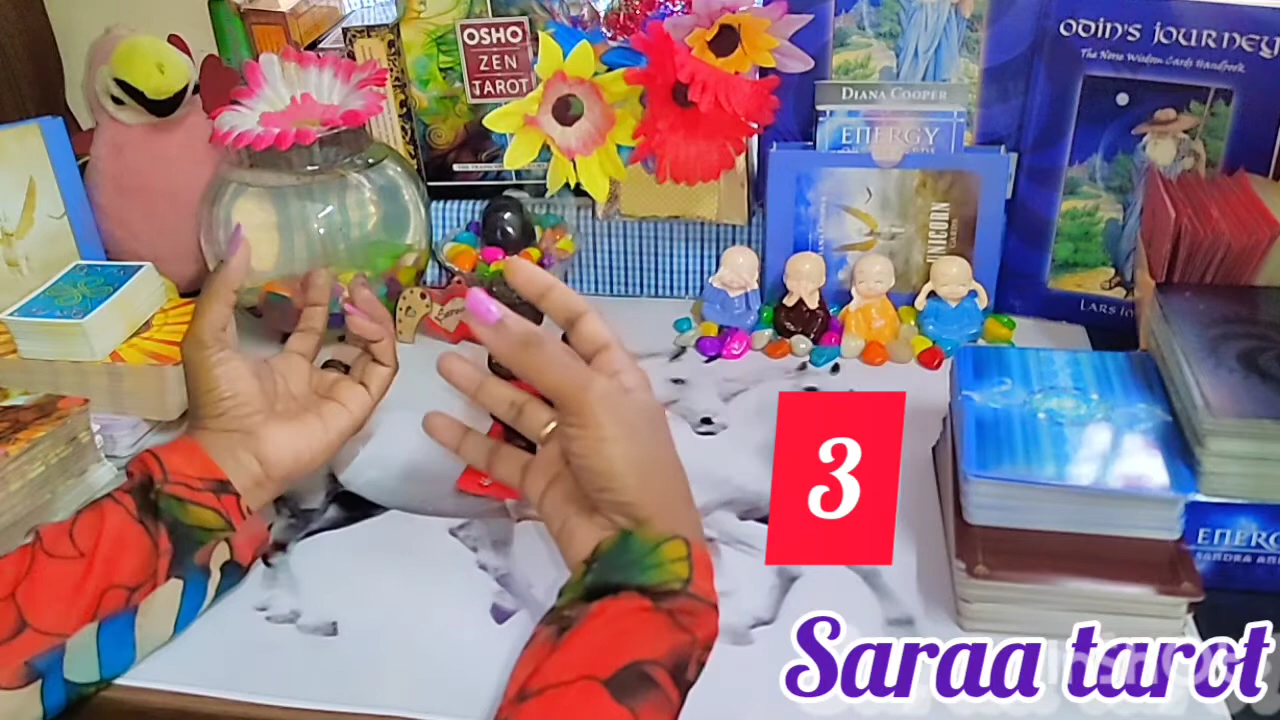 OSHO
ZEN
TAROT
DIANA COOPER
ENERGY
UNICORN
CARDS
ODIN'S JOURNEY
The Norse Wisdom Cards Handbook
LARS
3
ENERG
SANDRA AN
Saraa tarot